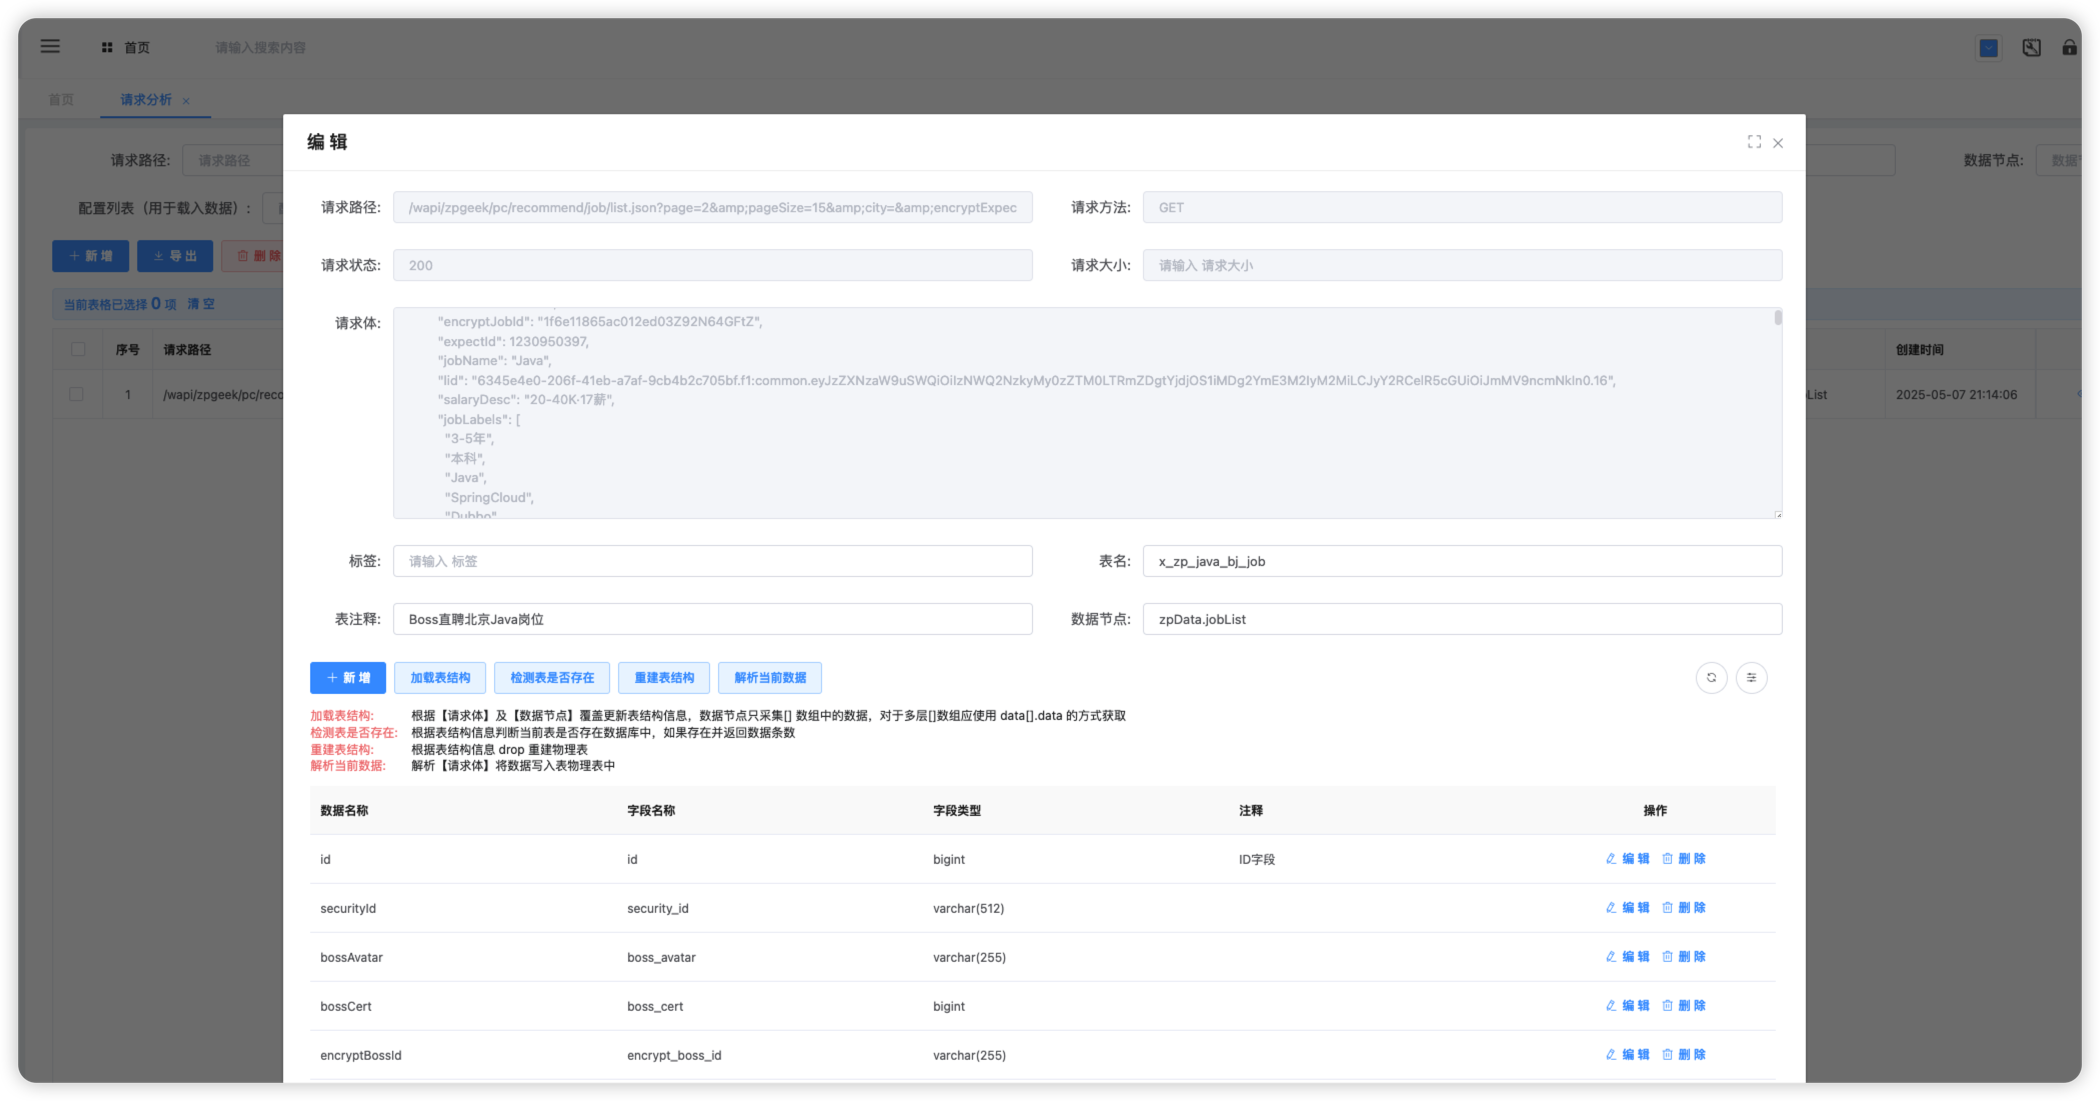 首页
请输入搜索内容
首页
请求分析 ×
请求路径:
请求路径
数据节点:
配置列表（用于载入数据）:
+ 新 增
导 出
删 除
当前表格已选择 0 项 清 空
序号
请求路径
创建时间
1
/wapi/zpgeek/pc/reco
List
2025-05-07 21:14:06
编 辑
请求路径:
/wapi/zpgeek/pc/recommend/job/list.json?page=2&amp;pageSize=15&amp;city=&amp;encryptExpec
请求方法:
GET
请求状态:
200
请求大小:
请输入 请求大小
请求体:
"encryptJobId": "1f6e11865ac012ed03Z92N64GFtZ",
"expectId": 1230950397,
"jobName": "Java",
"lid": "6345e4e0-206f-41eb-a7af-9cb4b2c705bf.f1:common.eyJzZXNzaW9uSWQiOiIzNWQ2NzkyMy0zZTM0LTRmZDgtYjdjOS1iMDg2YmE3M2IyM2MiLCJyY2RCelR5cGUiOiJmMV9ncmNkIn0.16",
"salaryDesc": "20-40K·17薪",
"jobLabels": [
"3-5年",
"本科",
"Java",
"SpringCloud",
"Dubbo"
标签:
请输入 标签
表名:
x_zp_java_bj_job
表注释:
Boss直聘北京Java岗位
数据节点:
zpData.jobList
+ 新 增
加载表结构
检测表是否存在
重建表结构
解析当前数据
加载表结构: 根据【请求体】及【数据节点】覆盖更新表结构信息，数据节点只采集[] 数组中的数据，对于多层[]数组应使用 data[].data 的方式获取
检测表是否存在: 根据表结构信息判断当前表是否存在数据库中，如果存在并返回数据条数
重建表结构: 根据表结构信息 drop 重建物理表
解析当前数据: 解析【请求体】将数据写入表物理表中
数据名称 字段名称 字段类型 注释 操作
id id bigint ID字段 编 辑 删 除
securityId security_id varchar(512) 编 辑 删 除
bossAvatar boss_avatar varchar(255) 编 辑 删 除
bossCert boss_cert bigint 编 辑 删 除
encryptBossId encrypt_boss_id varchar(255) 编 辑 删 除